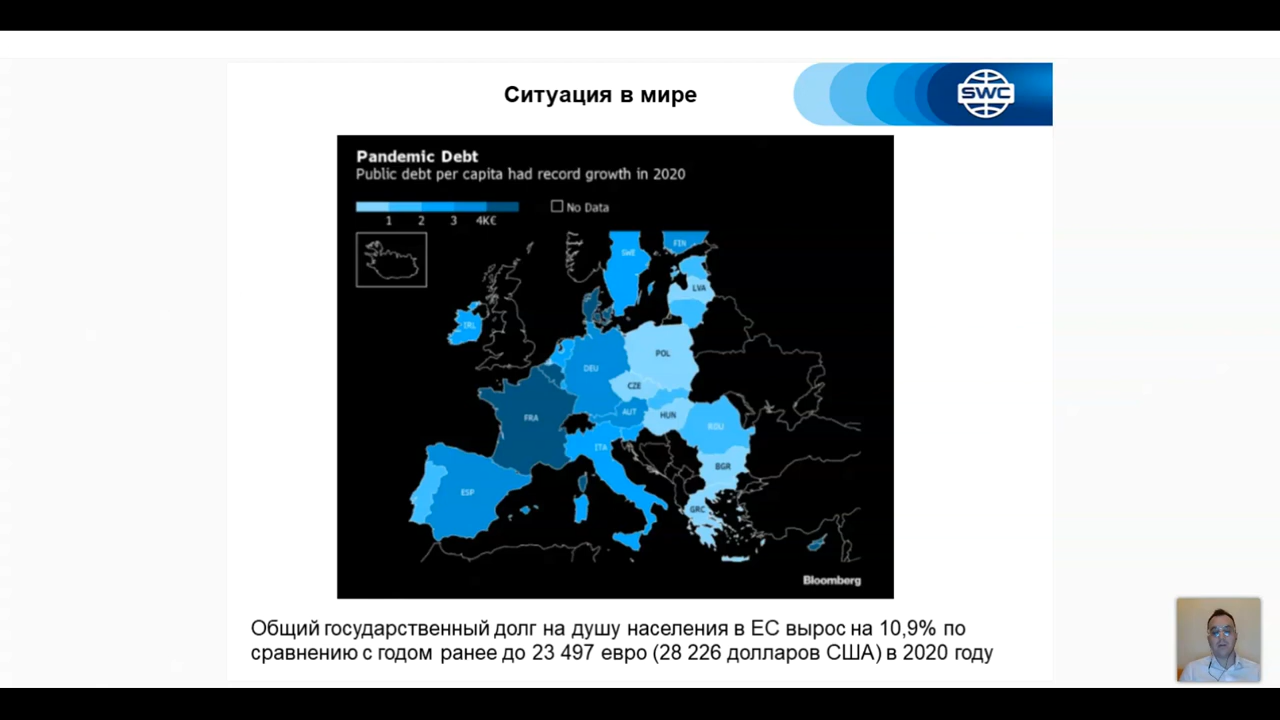 Ситуация в мире
SWC
Pandemic Debt
Public debt per capita had record growth in 2020
1 2 3 4K€
No Data
FIN
SWE
LVA
IRL
POL
DEU
CZE
AUT
HUN
FRA
ROU
ITA
BGR
ESP
GRC
Bloomberg
Общий государственный долг на душу населения в ЕС вырос на 10,9% по
сравнению с годом ранее до 23 497 евро (28 226 долларов США) в 2020 году